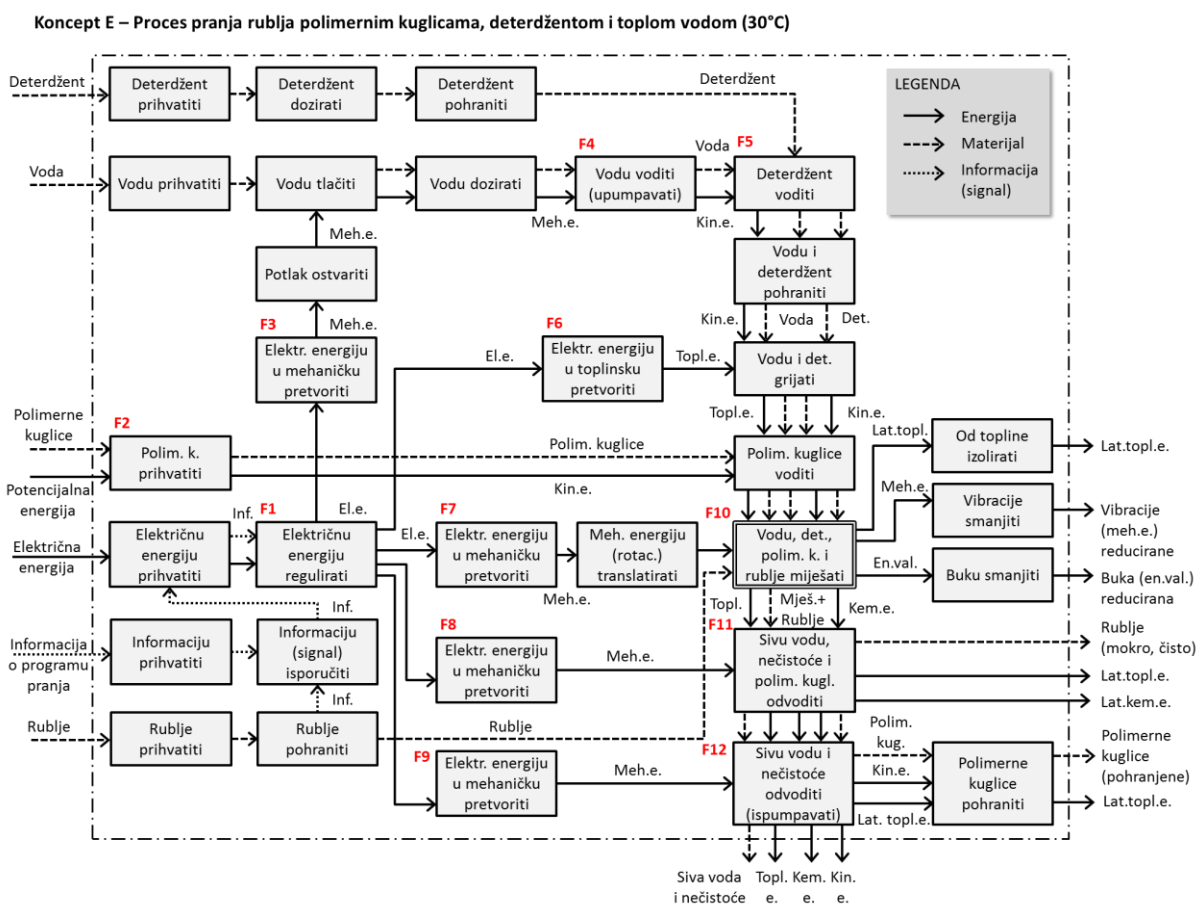 Koncept E – Proces pranja rublja polimernim kuglicama, deterdžentom i toplom vodom (30°C)
Deterdžent
Deterdžent
prihvatiti
Deterdžent
dozirati
Deterdžent
pohraniti
Deterdžent
LEGENDA
Energija
Materijal
Informacija
(signal)
Voda
Vodu prihvatiti
Vodu tlačiti
Vodu dozirati
F4
Vodu voditi
(upumpavati)
Voda
F5
Deterdžent
voditi
Meh.e.
Meh.e.
Kin.e.
Potlak ostvariti
Vodu i
deterdžent
pohraniti
Meh.e.
Kin.e.
Voda
Det.
F3
Elektr. energiju
u mehaničku
pretvoriti
El.e.
F6
Elektr. energiju
u toplinsku
pretvoriti
Topl.e.
Vodu i det.
grijati
Topl.e.
Kin.e.
Polimerne
kuglice
F2
Polim. k.
prihvatiti
Polim. kuglice
Kin.e.
Polim. kuglice
voditi
Lat.topl.
Od topline
izolirati
Lat.topl.e.
Potencijalna
energija
Električna
energija
Električnu
energiju
prihvatiti
Inf.
F1
Električnu
energiju
regulirati
El.e.
El.e.
F7
Elektr. energiju
u mehaničku
pretvoriti
Meh.e.
Meh. energiju
(rotac.)
translatirati
F10
Vodu, det.,
polim. k. i
rublje miješati
Meh.e.
Vibracije
smanjiti
Vibracije
(meh.e.)
reducirane
En.val.
Buku smanjiti
Buka (en.val.)
reducirana
Inf.
Informacija
o programu
pranja
Informaciju
prihvatiti
Informaciju
(signal)
isporučiti
Inf.
F8
Elektr. energiju
u mehaničku
pretvoriti
Meh.e.
Topl.
Mješ.+
Rublje
Kem.e.
F11
Sivu vodu,
nečistoće i
polim. kugl.
odvoditi
Rublje
(mokro, čisto)
Lat.topl.e.
Lat.kem.e.
Rublje
Rublje
prihvatiti
Rublje
pohraniti
Rublje
F9
Elektr. energiju
u mehaničku
pretvoriti
Meh.e.
F12
Sivu vodu i
nečistoće
odvoditi
(ispumpavati)
Polim.
kug.
Kin.e.
Lat. topl.e.
Polimerne
kuglice
pohraniti
Polimerne
kuglice
(pohranjene)
Lat.topl.e.
Siva voda
i nečistoće
Topl.
e.
Kem.
e.
Kin.
e.